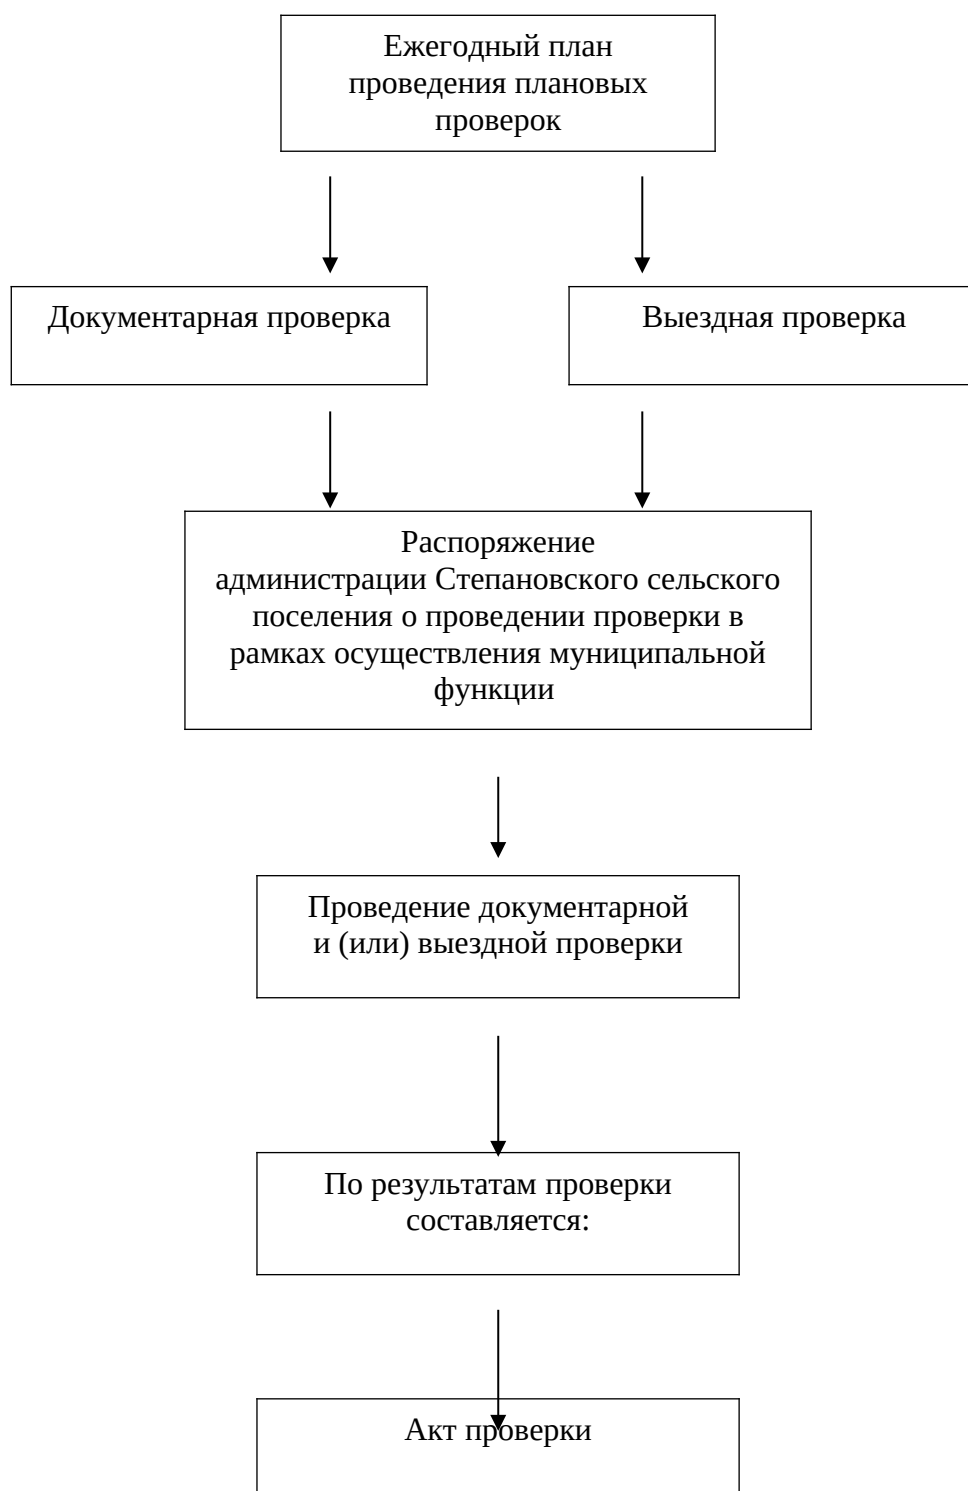 Ежегодный план
проведения плановых
проверок
Документарная проверка
Выездная проверка
Распоряжение
администрации Степановского сельского
поселения о проведении проверки в
рамках осуществления муниципальной
функции
Проведение документарной
и (или) выездной проверки
По результатам проверки
составляется:
Акт проверки